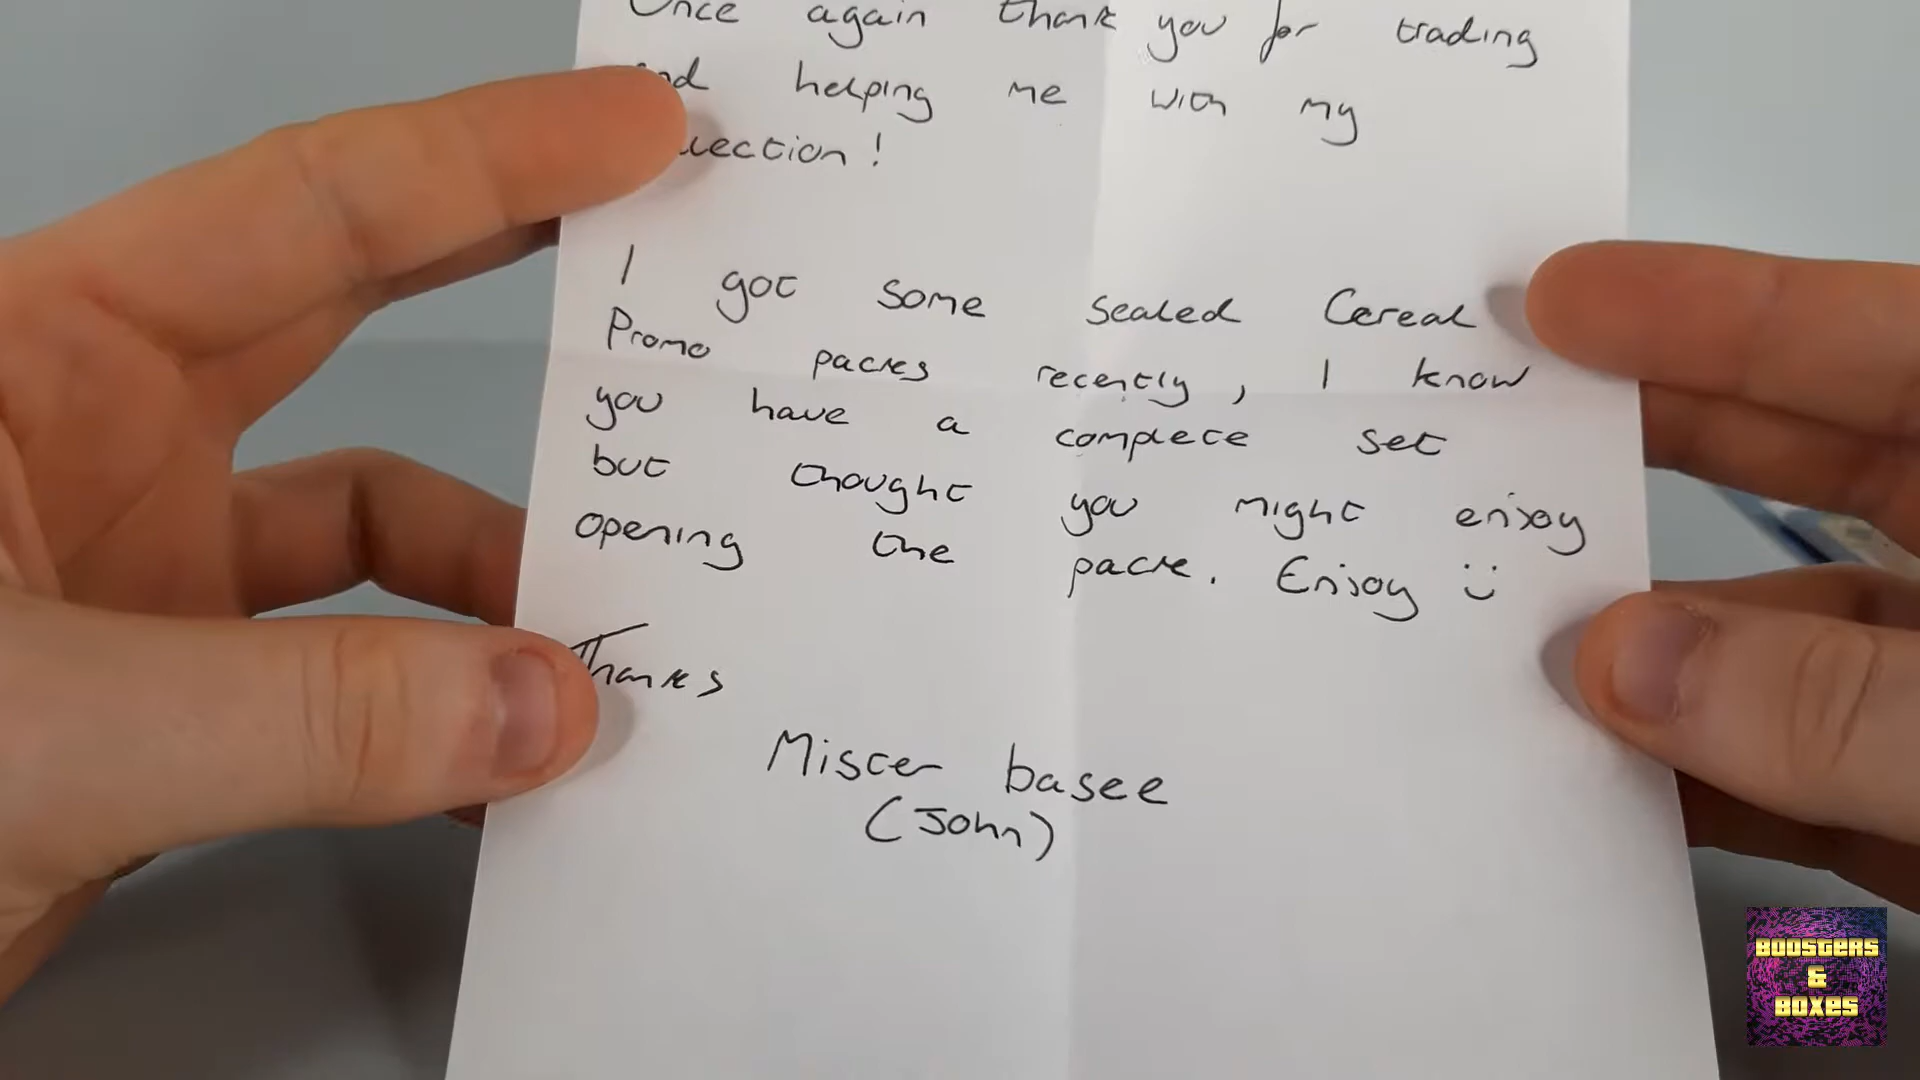 Once again thank you for trading
and helping me with my
collection!
I got some sealed Cereal
Promo packs recently, I know
you have a complete set
but thought you might enjoy
opening the pack. Enjoy :)
Thanks
Mister basee
(John)
BOOSTERS
&
BOXES